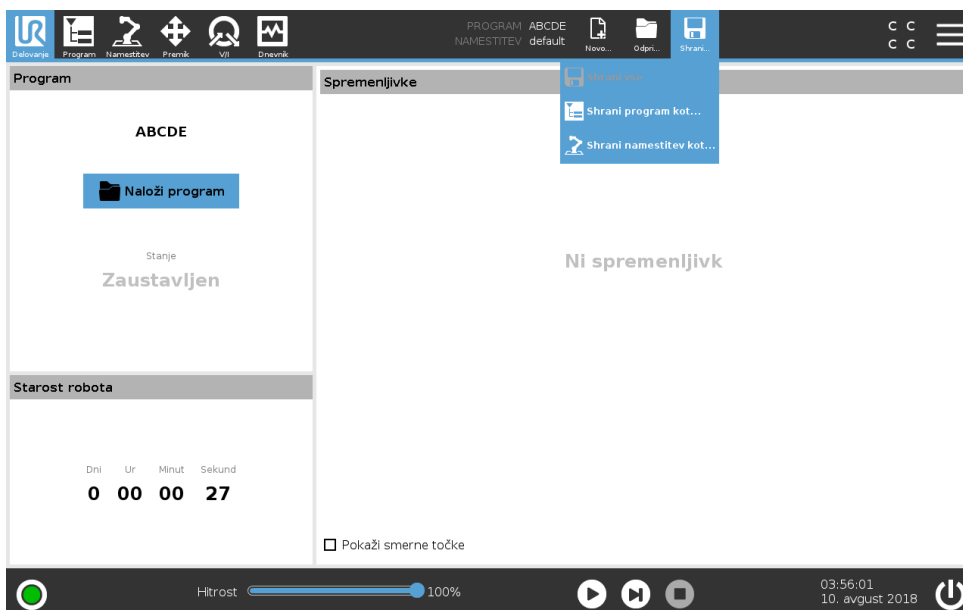 UR
Delovanje Program Namestitev Premik V/I Dnevnik
PROGRAM ABCDE
NAMESTITEV default
Novo... Odpri... Shrani...
C C
C C
Program
Spremenljivke
Shrani vse
Shrani program kot...
Shrani namestitev kot...
ABCDE
Naloži program
Stanje
Zaustavljen
Ni spremenljivk
Starost robota
Dni Ur Minut Sekund
0 00 00 27
Pokaži smerne točke
Hitrost 100%
03:56:01
10. avgust 2018